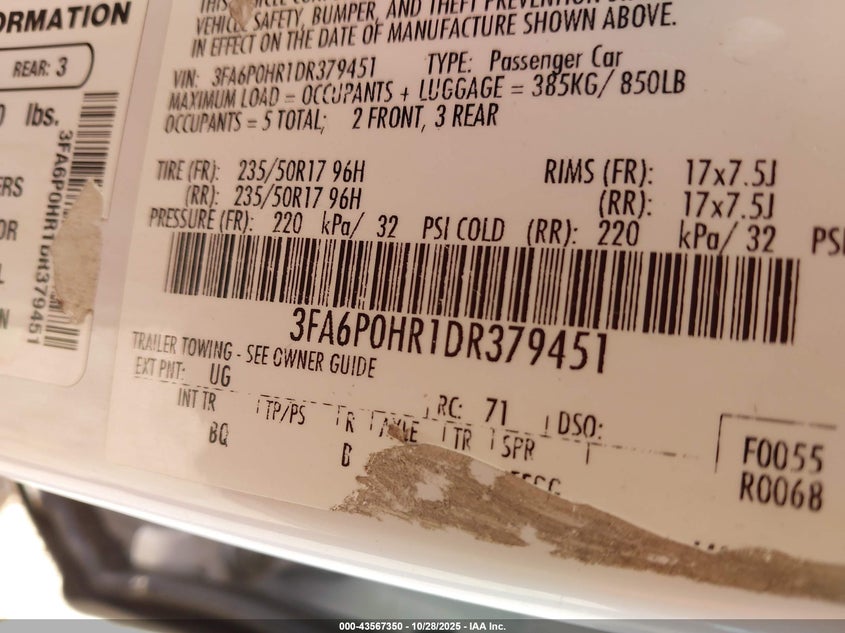 ORMATION
REAR: 3
lbs.
3FA6P0HR1DR379451
VEHICLE SAFETY, BUMPER, AND THEFT PREVENTION
IN EFFECT ON THE DATE OF MANUFACTURE SHOWN ABOVE.
VIN: 3FA6P0HR1DR379451 TYPE: Passenger Car
MAXIMUM LOAD = OCCUPANTS + LUGGAGE = 385KG/ 850LB
OCCUPANTS = 5 TOTAL; 2 FRONT, 3 REAR
TIRE (FR): 235/50R17 96H RIMS (FR): 17x7.5J
(RR): 235/50R17 96H (RR): 17x7.5J
PRESSURE (FR): 220 kPa/ 32 PSI COLD (RR): 220 kPa/ 32 PSI
3FA6P0HR1DR379451
TRAILER TOWING - SEE OWNER GUIDE
EXT PNT: UG RC: 71 DSO:
INT TR TP/PS R AXLE TR SPR F0055
BQ B R0068
000-43567350 | 10/28/2025 - IAA Inc.